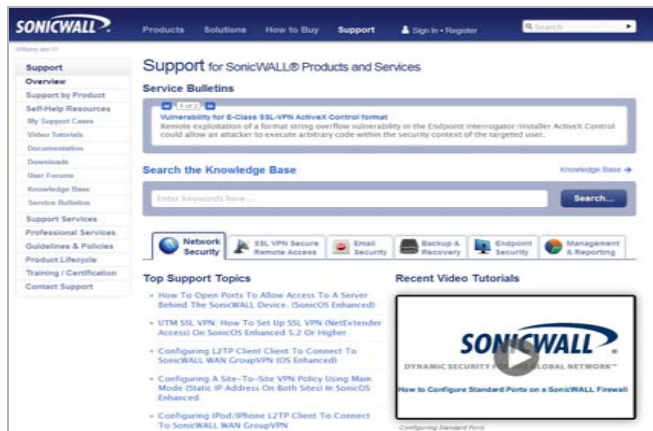 SONICWALL
Products Solutions How to Buy Support Sign In • Register Search
Where am I?
Support
Overview
Support by Product
Self-Help Resources
My Support Cases
Video Tutorials
Documentation
Downloads
User Forums
Knowledge Base
Service Bulletins
Support Services
Professional Services
Guidelines & Policies
Product Lifecycle
Training / Certification
Contact Support
Support for SonicWALL® Products and Services
Service Bulletins
Vulnerability for E-Class SSL-VPN ActiveX Control format
Remote exploitation of a format string overflow vulnerability in the Endpoint Interrogator/Installer ActiveX Control
could allow an attacker to execute arbitrary code within the security context of the targeted user.
Search the Knowledge Base
Knowledge Base →
Enter keywords here...
Search...
Network
Security
SSL VPN Secure
Remote Access
Email
Security
Backup &
Recovery
Endpoint
Security
Management
& Reporting
Top Support Topics
How To Open Ports To Allow Access To A Server
Behind The SonicWALL Device. (SonicOS Enhanced)
UTM SSL VPN: How To Set Up SSL VPN (NetExtender
Access) On SonicOS Enhanced 5.2 Or Higher
Configuring L2TP Client Client To Connect To
SonicWALL WAN GroupVPN (OS Enhanced)
Configuring A Site-To-Site VPN Policy Using Main
Mode (Static IP Address On Both Sites) In SonicOS
Enhanced
Configuring IPod/IPhone L2TP Client To Connect
To SonicWALL WAN GroupVPN
Recent Video Tutorials
SONICWALL
DYNAMIC SECURITY FOR THE GLOBAL NETWORK™
How to Configure Standard Ports on a SonicWALL Firewall
Configuring Standard Ports